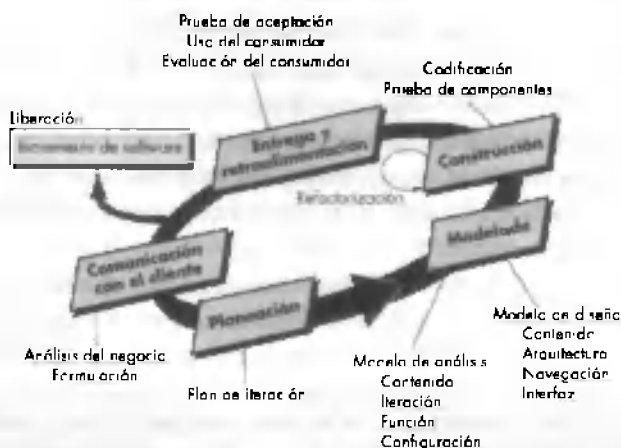 Prueba de aceptación
Uso del consumidor
Evaluación del consumidor
Codificación
Prueba de componentes
Liberación
Incremento de software
Entrega y
retroalimentación
Construcción
Refactorización
Modelado
Comunicación
con el cliente
Planeación
Análisis del negocio
Formulación
Plan de iteración
Modelo de análisis
Contenido
Iteración
Función
Configuración
Modelo de diseño
Contenido
Arquitectura
Navegación
Interfaz